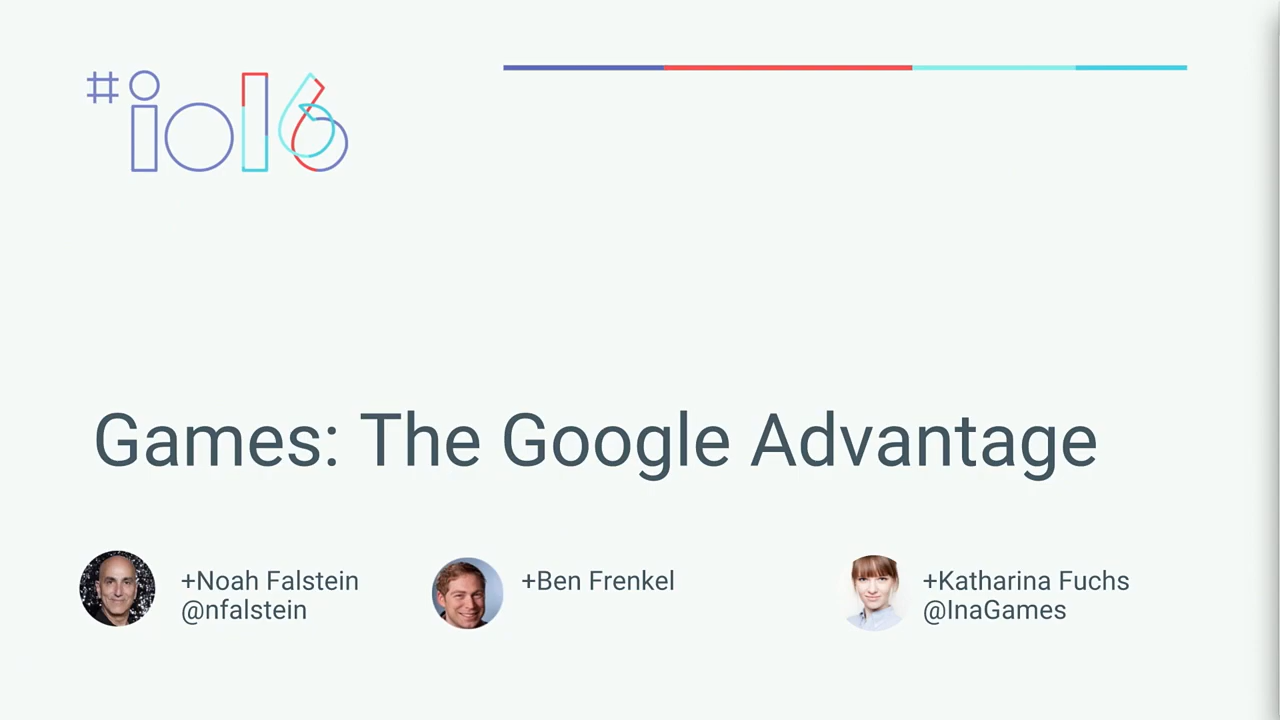 #io16
Games: The Google Advantage
+Noah Falstein
@nfalstein
+Ben Frenkel
+Katharina Fuchs
@InaGames